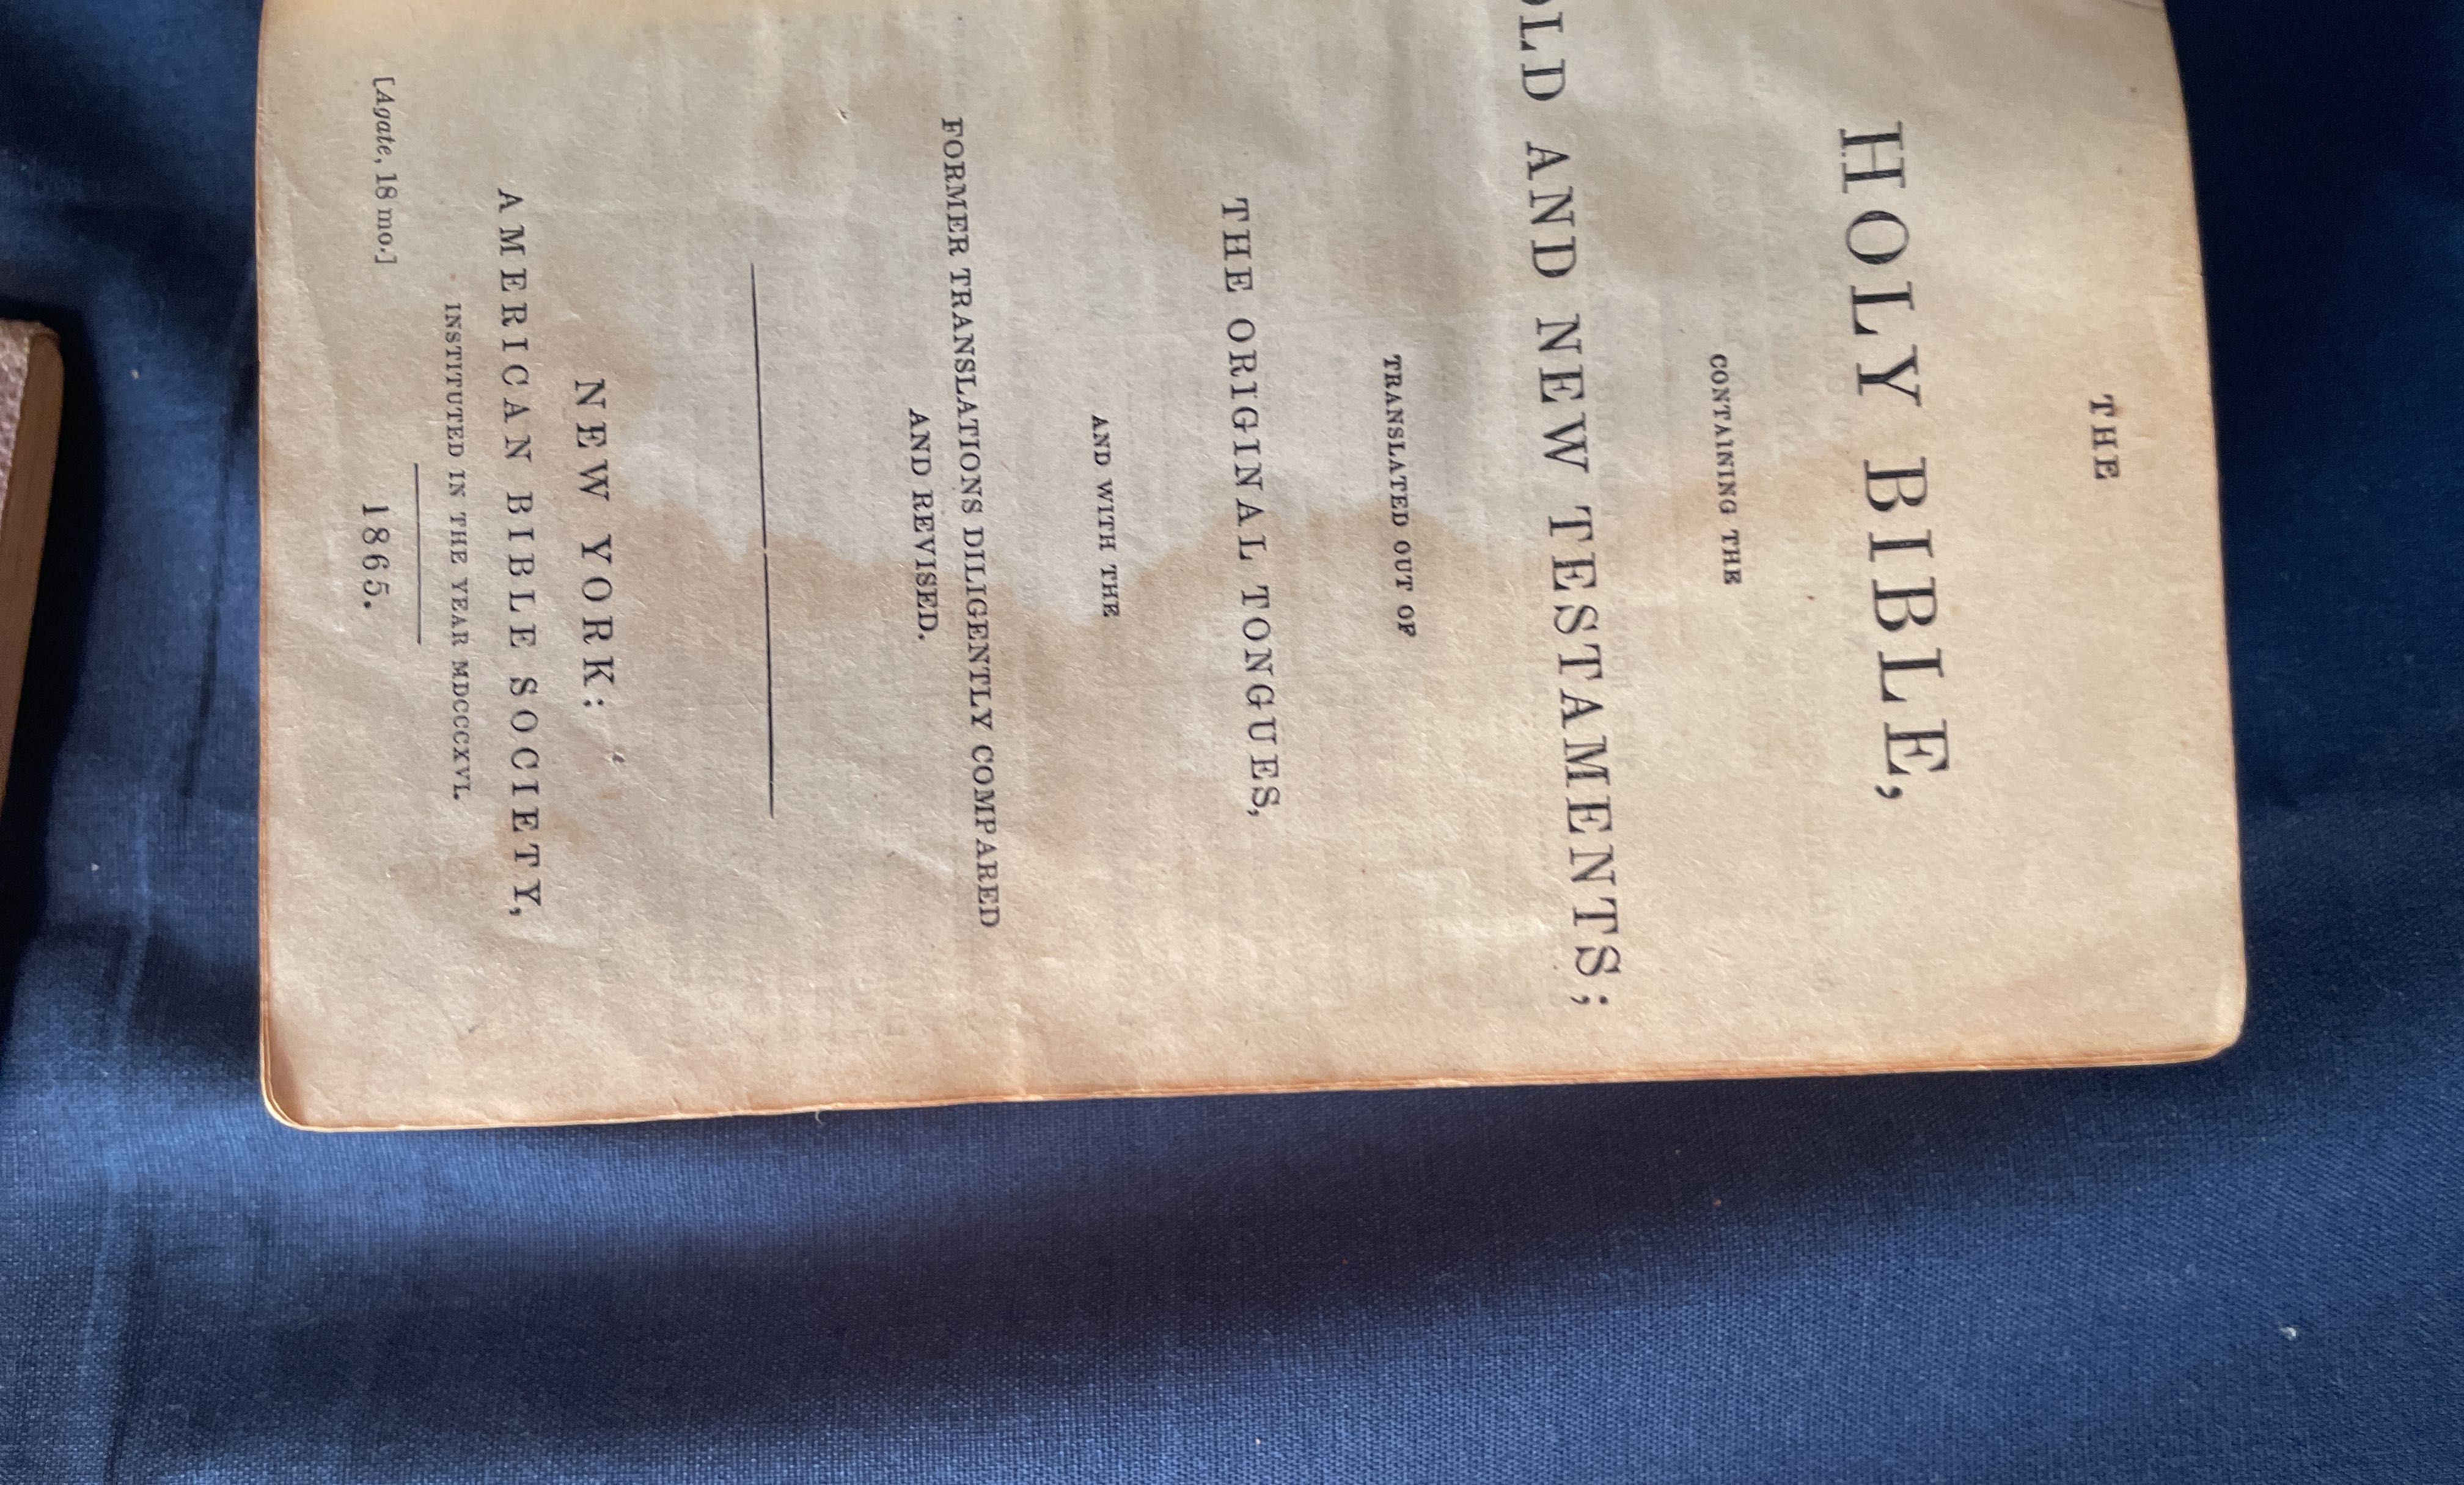 THE
HOLY BIBLE,
CONTAINING THE
OLD AND NEW TESTAMENTS;
TRANSLATED OUT OF
THE ORIGINAL TONGUES,
AND WITH THE
FORMER TRANSLATIONS DILIGENTLY COMPARED
AND REVISED.
NEW YORK:
AMERICAN BIBLE SOCIETY,
INSTITUTED IN THE YEAR MDCCCXVI.
1865.
[Agate, 18 mo.]